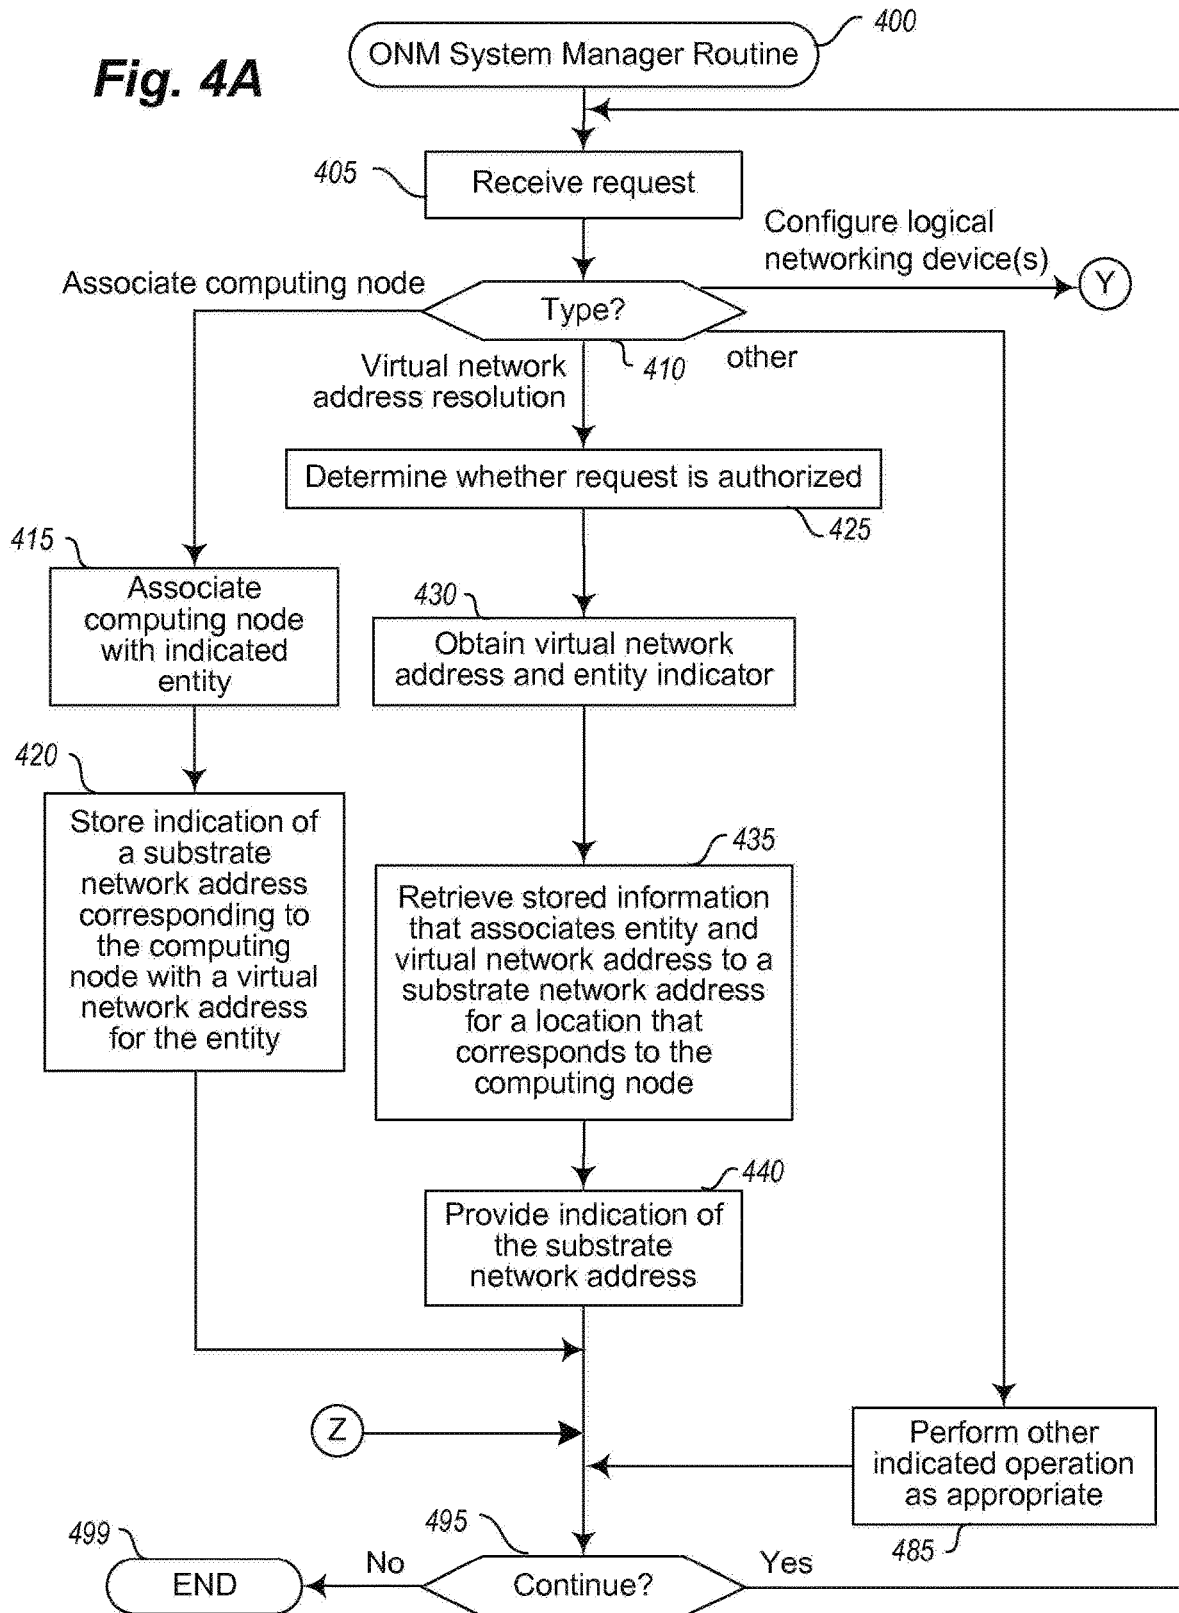 Fig. 4A
ONM System Manager Routine
400
405
Receive request
Configure logical
networking device(s)
Y
Associate computing node
Type?
410
other
Virtual network
address resolution
Determine whether request is authorized
425
415
Associate
computing node
with indicated
entity
430
Obtain virtual network
address and entity indicator
420
Store indication of
a substrate
network address
corresponding to
the computing
node with a virtual
network address
for the entity
435
Retrieve stored information
that associates entity and
virtual network address to a
substrate network address
for a location that
corresponds to the
computing node
440
Provide indication of
the substrate
network address
Z
Perform other
indicated operation
as appropriate
485
495
499
END
No
Continue?
Yes